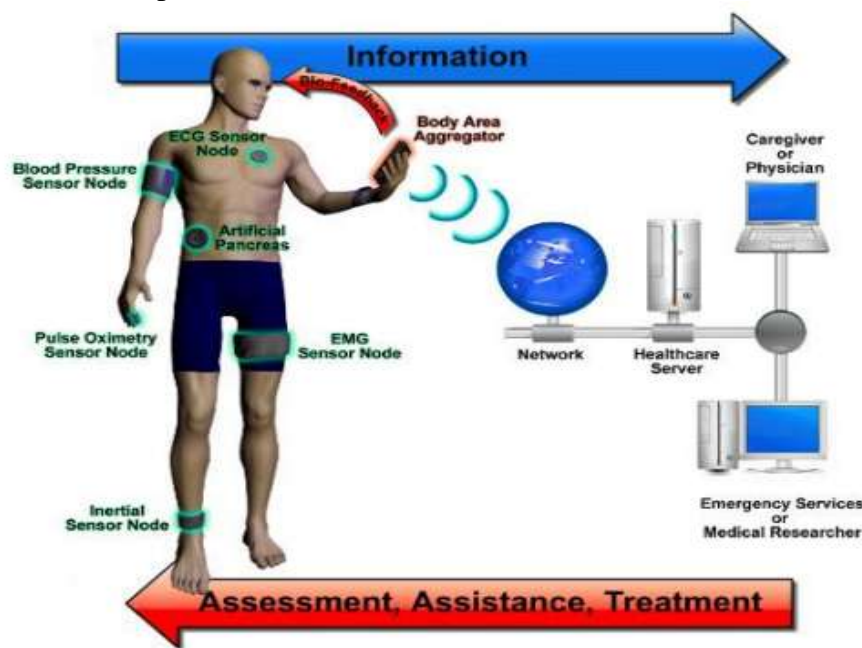 Information
Bio-Feedback
Body Area
Aggregator
ECG Sensor
Node
Caregiver
or
Physician
Blood Pressure
Sensor Node
Artificial
Pancreas
Pulse Oximetry
Sensor Node
EMG
Sensor Node
Network
Healthcare
Server
Inertial
Sensor Node
Emergency Services
or
Medical Researcher
Assessment, Assistance, Treatment